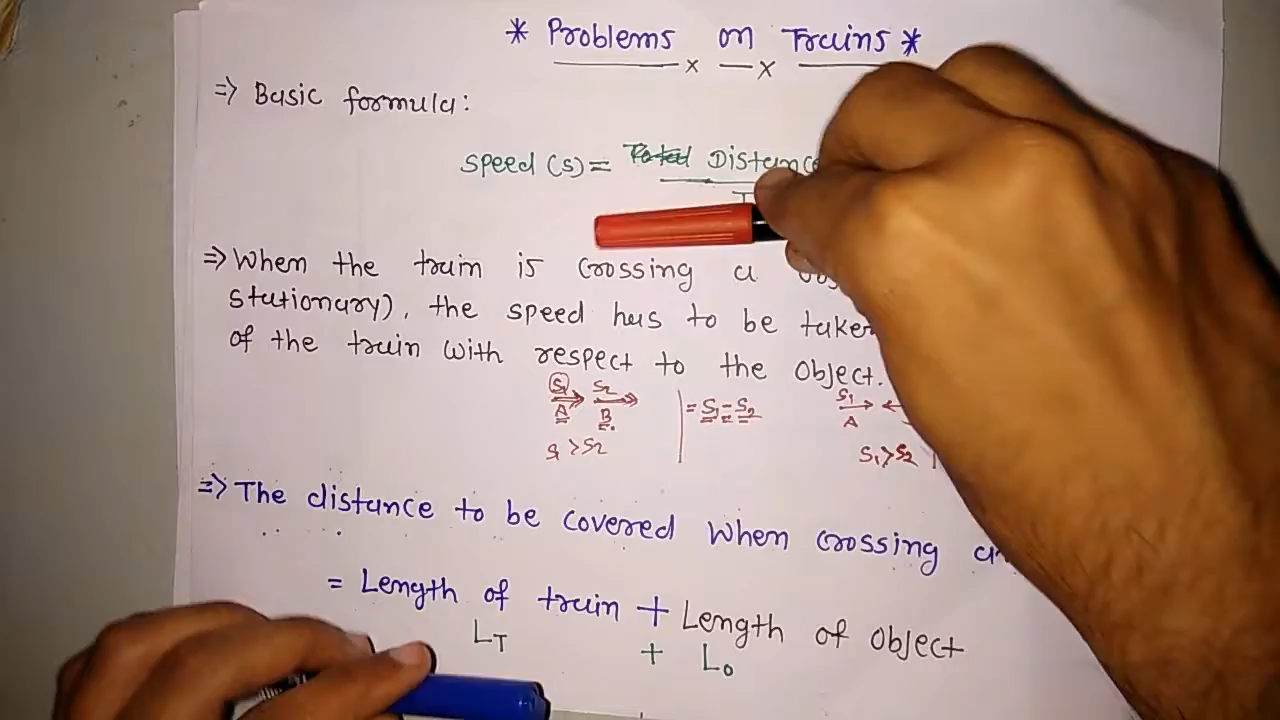 * Problems on Trains *
⇒ Basic formula:
Speed (S) = Distance
⇒ When the train is crossing a
stationary), the speed has to be taken
of the train with respect to the object.
S1 S2
A B
S1 > S2
= S1 - S2
S1
A
S1 > S2
⇒ The distance to be covered when crossing an
= Length of train + Length of object
LT + Lo